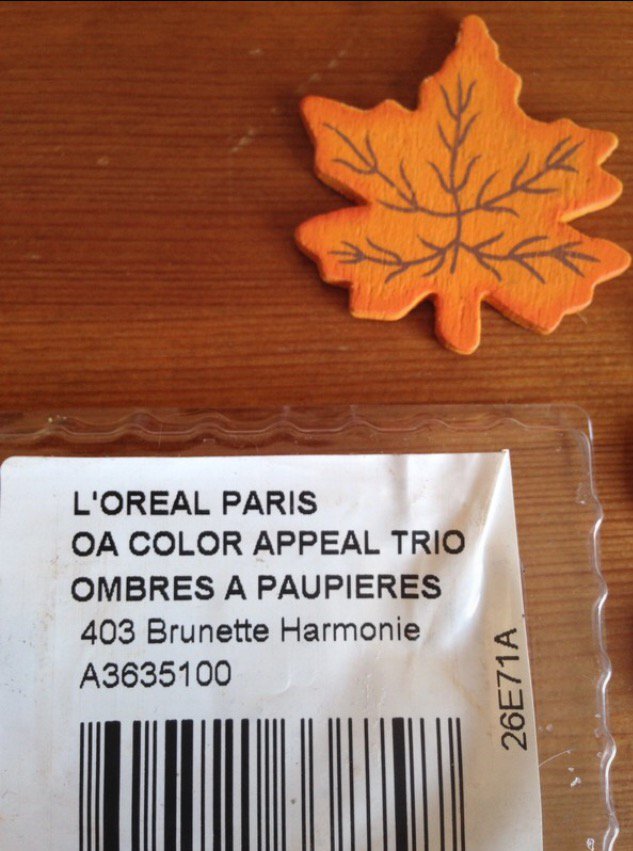 L'OREAL PARIS
OA COLOR APPEAL TRIO
OMBRES A PAUPIERES
403 Brunette Harmonie
A3635100
26E71A